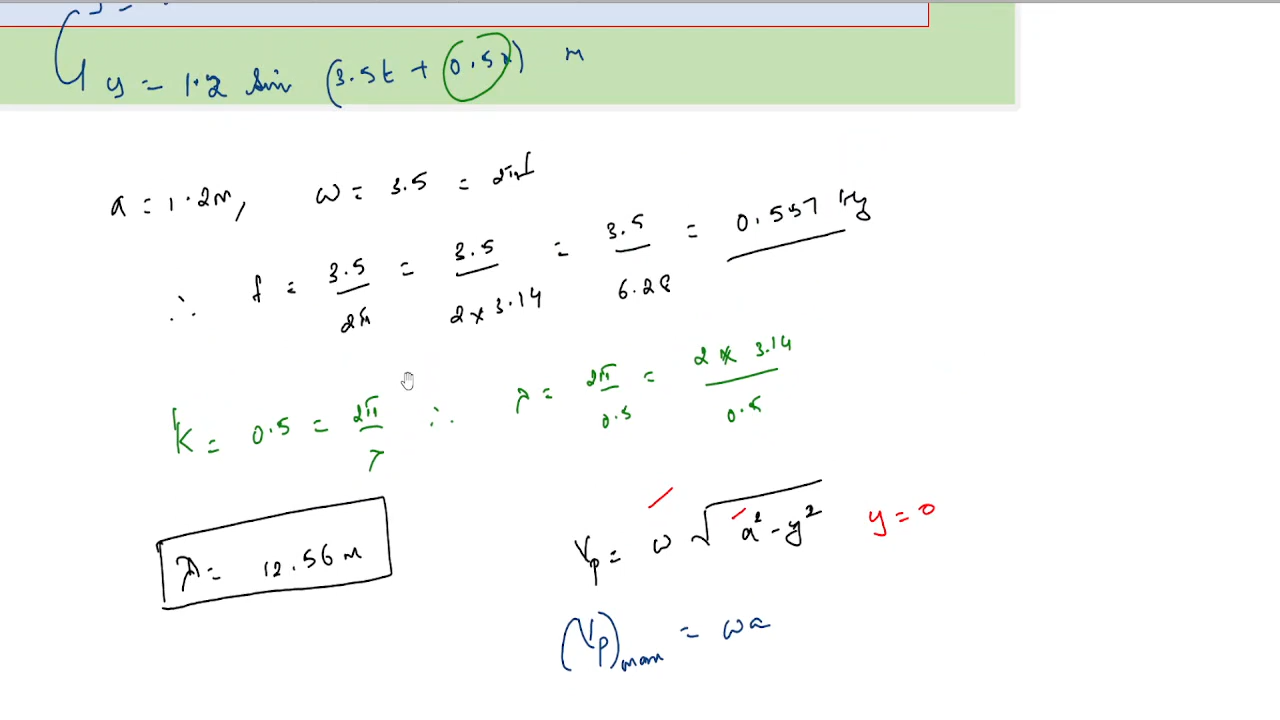 y = 1.2 sin (3.5t + 0.5x) m
a = 1.2m, ω = 3.5 = 2πf
∴ f = 3.5/2π = 3.5/2 x 3.14 = 3.5/6.28 = 0.557 Hz
K = 0.5 = 2π/λ ∴ λ = 2π/0.5 = 2 x 3.14/0.5
λ = 12.56 m
Vp = ω √a² - y² y = 0
(Vp)max = ωa